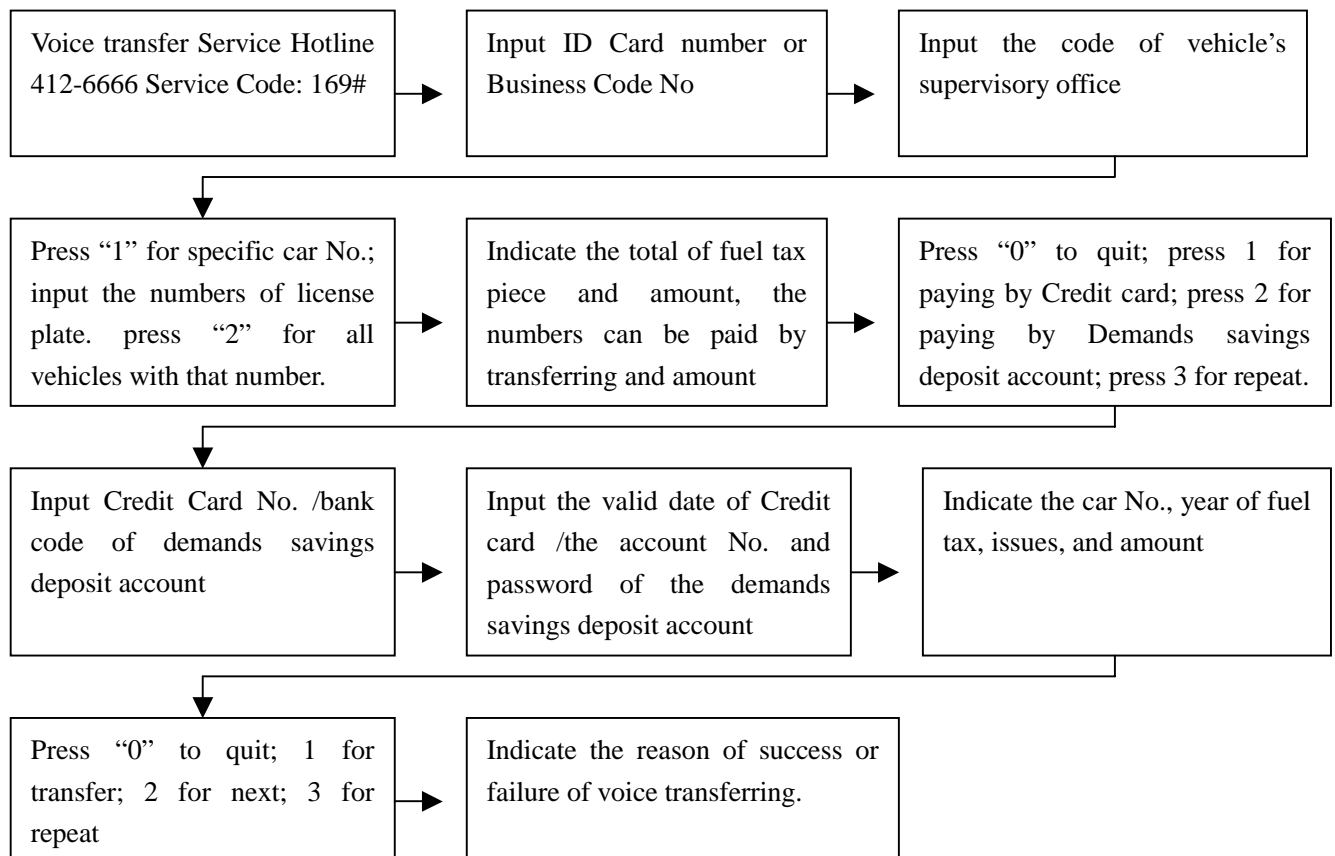 Voice transfer Service Hotline
412-6666 Service Code: 169#
Input ID Card number or
Business Code No
Input the code of vehicle’s
supervisory office
Press “1” for specific car No.;
input the numbers of license
plate. press “2” for all
vehicles with that number.
Indicate the total of fuel tax
piece and amount, the
numbers can be paid by
transferring and amount
Press “0” to quit; press 1 for
paying by Credit card; press 2 for
paying by Demands savings
deposit account; press 3 for repeat.
Input Credit Card No. /bank
code of demands savings
deposit account
Input the valid date of Credit
card /the account No. and
password of the demands
savings deposit account
Indicate the car No., year of fuel
tax, issues, and amount
Press “0” to quit; 1 for
transfer; 2 for next; 3 for
repeat
Indicate the reason of success or
failure of voice transferring.